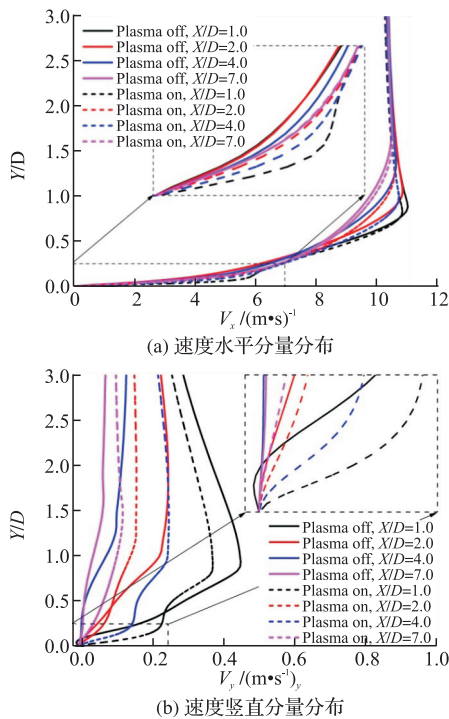 3.0
2.5
2.0
1.5
1.0
0.5
0
Y/D
Plasma off, X/D=1.0
Plasma off, X/D=2.0
Plasma off, X/D=4.0
Plasma off, X/D=7.0
Plasma on, X/D=1.0
Plasma on, X/D=2.0
Plasma on, X/D=4.0
Plasma on, X/D=7.0
0 2 4 6 8 10 12
Vx /(m•s)-1
(a) 速度水平分量分布
3.0
2.5
2.0
1.5
1.0
0.5
0
Y/D
Plasma off, X/D=1.0
Plasma off, X/D=2.0
Plasma off, X/D=4.0
Plasma off, X/D=7.0
Plasma on, X/D=1.0
Plasma on, X/D=2.0
Plasma on, X/D=4.0
Plasma on, X/D=7.0
-0.0 0.2 0.4 0.6 0.8 1.0
Vy /(m•s-1)y
(b) 速度竖直分量分布